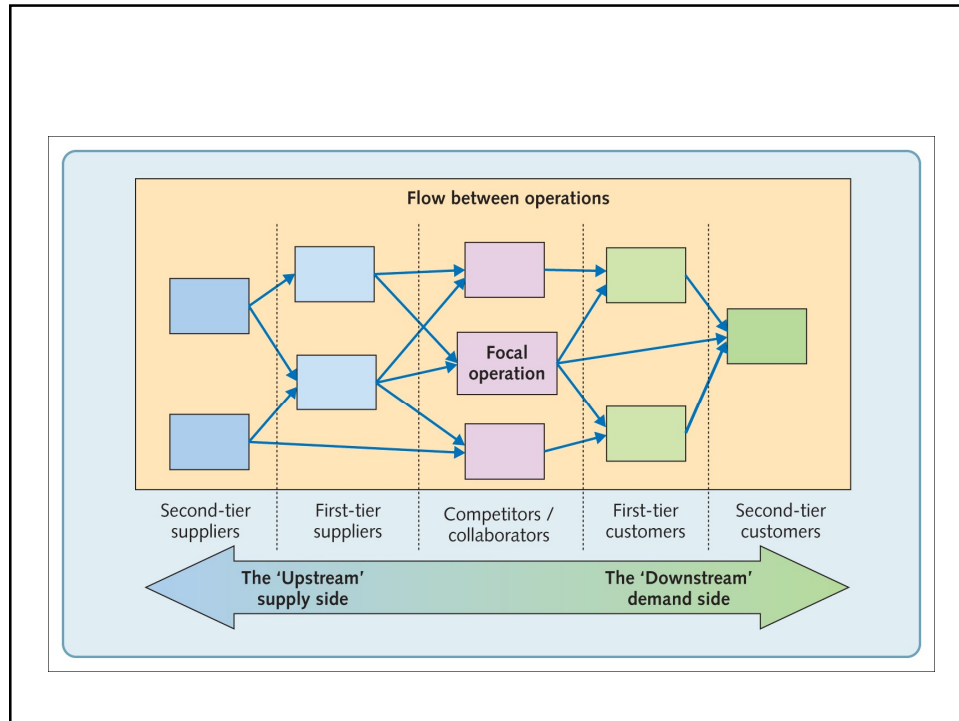 Flow between operations
Focal
operation
Second-tier
suppliers
First-tier
suppliers
Competitors /
collaborators
First-tier
customers
Second-tier
customers
The ‘Upstream’
supply side
The ‘Downstream’
demand side